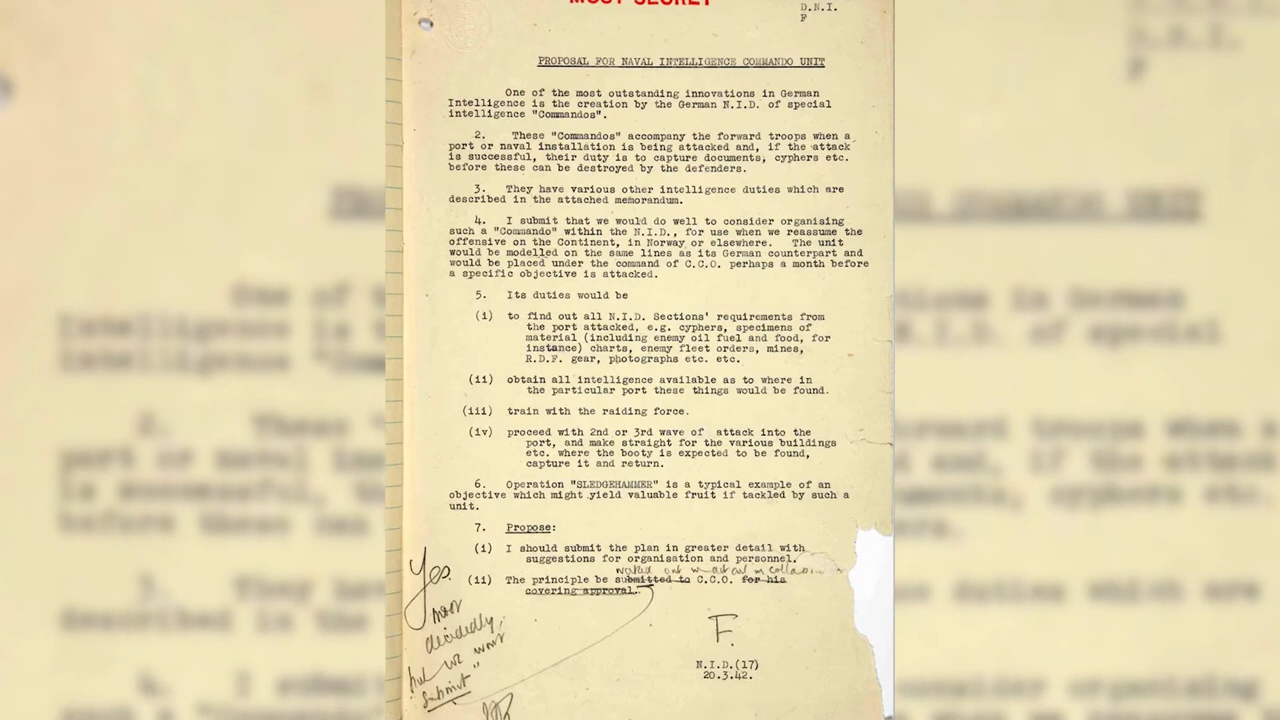 MOST SECRET
D.N.I.
F
PROPOSAL FOR NAVAL INTELLIGENCE COMMANDO UNIT
One of the most outstanding innovations in German
Intelligence is the creation by the German N.I.D. of special
intelligence "Commandos".
2. These "Commandos" accompany the forward troops when a
port or naval installation is being attacked and, if the attack
is successful, their duty is to capture documents, cyphers etc.
before these can be destroyed by the defenders.
3. They have various other intelligence duties which are
described in the attached memorandum.
4. I submit that we would do well to consider organising
such a "Commando" within the N.I.D., for use when we reassume the
offensive on the Continent, in Norway or elsewhere. The unit
would be modelled on the same lines as its German counterpart and
would be placed under the command of C.C.O. perhaps a month before
a specific objective is attacked.
5. Its duties would be
(i) to find out all N.I.D. Sections' requirements from
the port attacked, e.g. cyphers, specimens of
material (including enemy oil fuel and food, for
instance) charts, enemy fleet orders, mines,
R.D.F. gear, photographs etc. etc.
(ii) obtain all intelligence available as to where in
the particular port these things would be found.
(iii) train with the raiding force.
(iv) proceed with 2nd or 3rd wave of attack into the
port, and make straight for the various buildings
etc. where the booty is expected to be found,
capture it and return.
6. Operation "SLEDGEHAMMER" is a typical example of an
objective which might yield valuable fruit if tackled by such a
unit.
7. Propose:
(i) I should submit the plan in greater detail with
suggestions for organisation and personnel.
worked out in
(ii) The principle be submitted to C.C.O. for his
covering approval.
Yes.
most
decidedly,
but we won't
"submit"
F.
N.I.D.(17)
20.3.42.